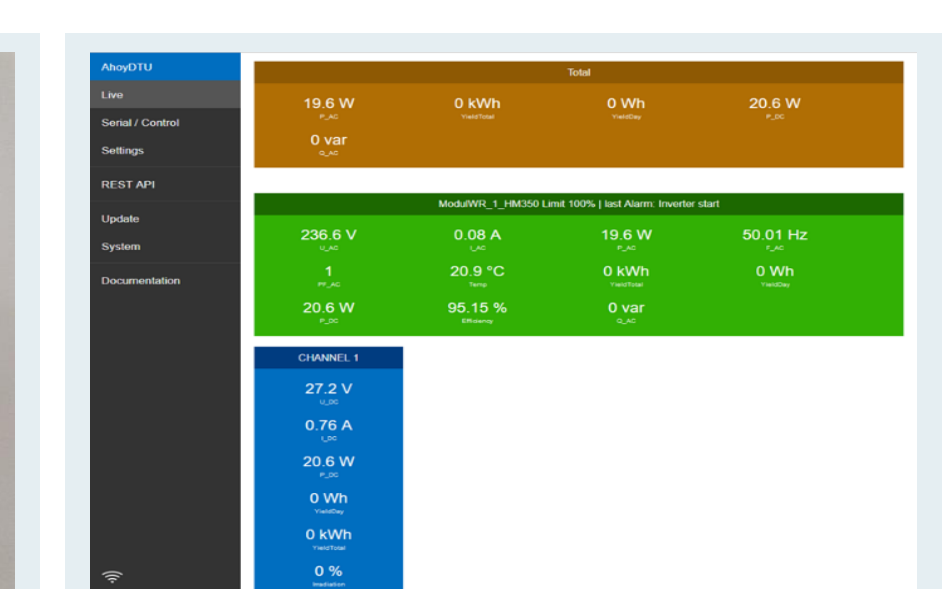 AhoyDTU
Live
Serial / Control
Settings
REST API
Update
System
Documentation
Total
19.6 W 0 kWh 0 Wh 20.6 W
P_AC YieldTotal YieldDay P_DC
0 var
Q_AC
ModulWR_1_HM350 Limit 100% | last Alarm: Inverter start
236.6 V 0.08 A 19.6 W 50.01 Hz
U_AC I_AC P_AC F_AC
1 20.9 °C 0 kWh 0 Wh
PF_AC Temp YieldTotal YieldDay
20.6 W 95.15 % 0 var
P_DC Efficiency Q_AC
CHANNEL 1
27.2 V
U_DC
0.76 A
I_DC
20.6 W
P_DC
0 Wh
YieldDay
0 kWh
YieldTotal
0 %
Irradiation